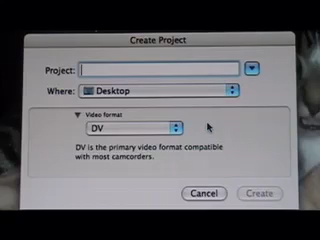 Create Project
Project:
Where: Desktop
Video format
DV
DV is the primary video format compatible
with most camcorders.
Cancel Create